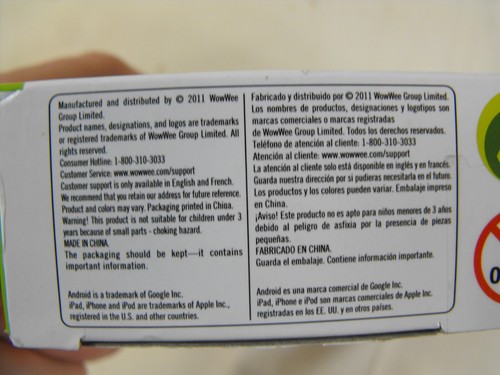 Manufactured and distributed by © 2011 WowWee
Group Limited.
Product names, designations, and logos are trademarks
or registered trademarks of WowWee Group Limited. All
rights reserved.
Consumer Hotline: 1-800-310-3033
Customer Service: www.wowwee.com/support
Customer support is only available in English and French.
We recommend that you retain our address for future reference.
Product and colors may vary. Packaging printed in China.
Warning! This product is not suitable for children under 3
years because of small parts - choking hazard.
MADE IN CHINA.
The packaging should be kept—it contains
important information.
Android is a trademark of Google Inc.
iPad, iPhone and iPod are trademarks of Apple Inc.,
registered in the U.S. and other countries.
Fabricado y distribuido por © 2011 WowWee Group Limited.
Los nombres de productos, designaciones y logotipos son
marcas comerciales o marcas registradas
de WowWee Group Limited. Todos los derechos reservados.
Teléfono de atención al cliente: 1-800-310-3033
Atención al cliente: www.wowwee.com/support
La atención al cliente solo está disponible en inglés y en francés.
Guarda nuestra dirección por si pudieras necesitarla en el futuro.
Los productos y los colores pueden variar. Embalaje impreso
en China.
¡Aviso! Este producto no es apto para niños menores de 3 años
debido al peligro de asfixia por la presencia de piezas
pequeñas.
FABRICADO EN CHINA.
Guarda el embalaje. Contiene información importante.
Android es una marca comercial de Google Inc.
iPad, iPhone e iPod son marcas comerciales de Apple Inc.
registradas en los EE. UU. y en otros países.
0